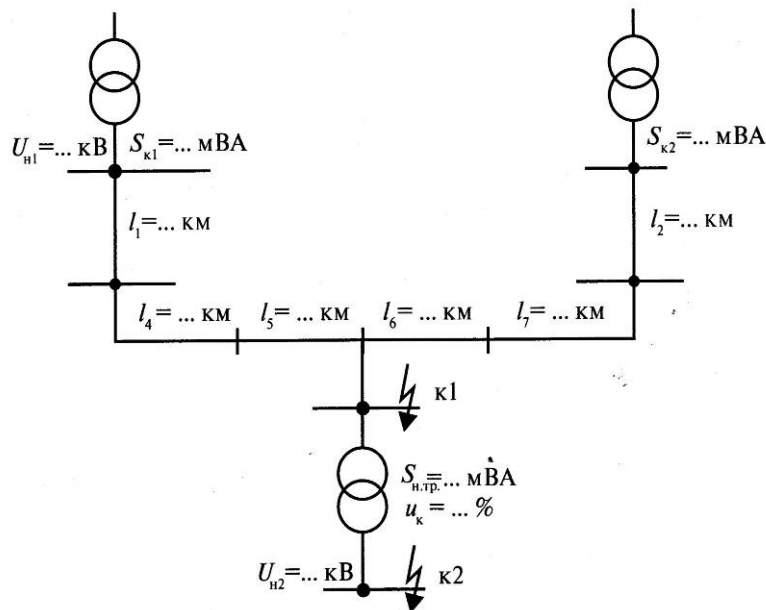 U_н1=... кВ S_к1=... мВА S_к2=... мВА
l_1=... км l_2=... км
l_4= ... км l_5= ... км l_6= ... км l_7= ... км
к1
S_н.тр.=... мВА
u_к = ... %
U_н2=... кВ к2